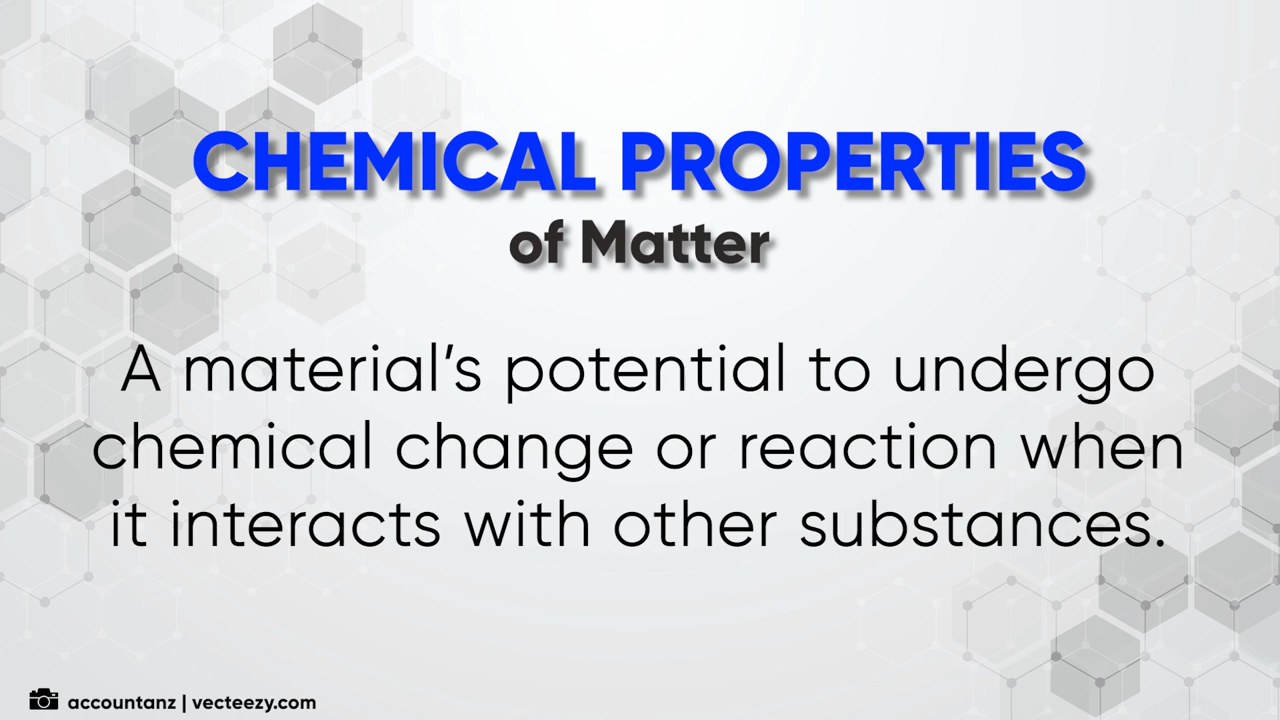 CHEMICAL PROPERTIES
of Matter
A material’s potential to undergo
chemical change or reaction when
it interacts with other substances.
accountanz | vecteezy.com